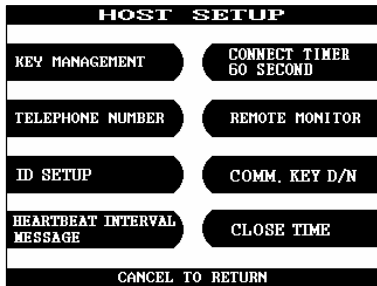 HOST SETUP
KEY MANAGEMENT
CONNECT TIMER
60 SECOND
TELEPHONE NUMBER
REMOTE MONITOR
ID SETUP
COMM. KEY D/N
HEARTBEAT INTERVAL
MESSAGE
CLOSE TIME
CANCEL TO RETURN